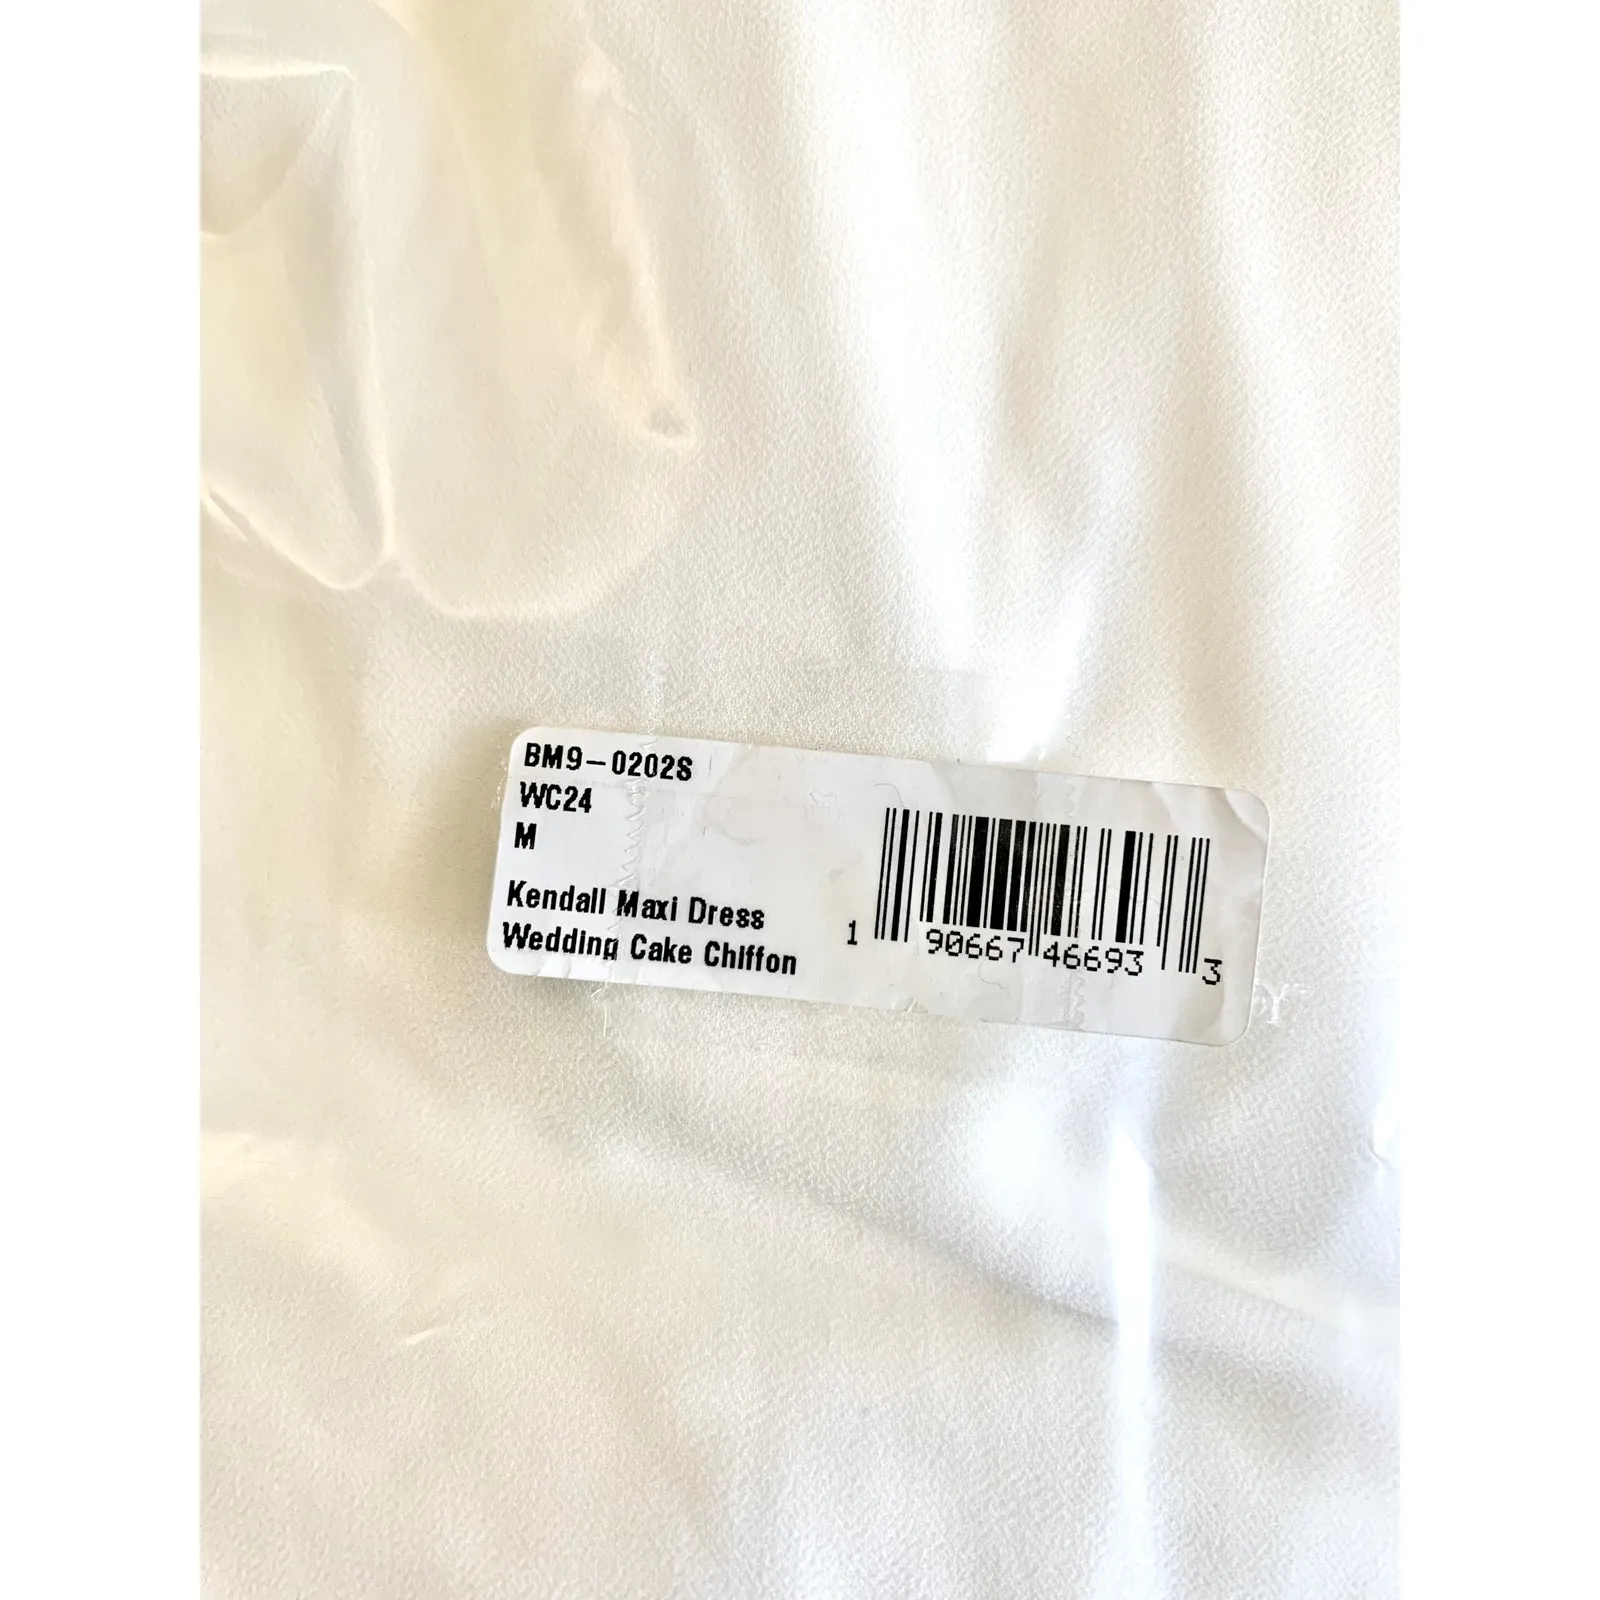 BM9-0202S
WC24
M
Kendall Maxi Dress
Wedding Cake Chiffon
1 90667 46693 3